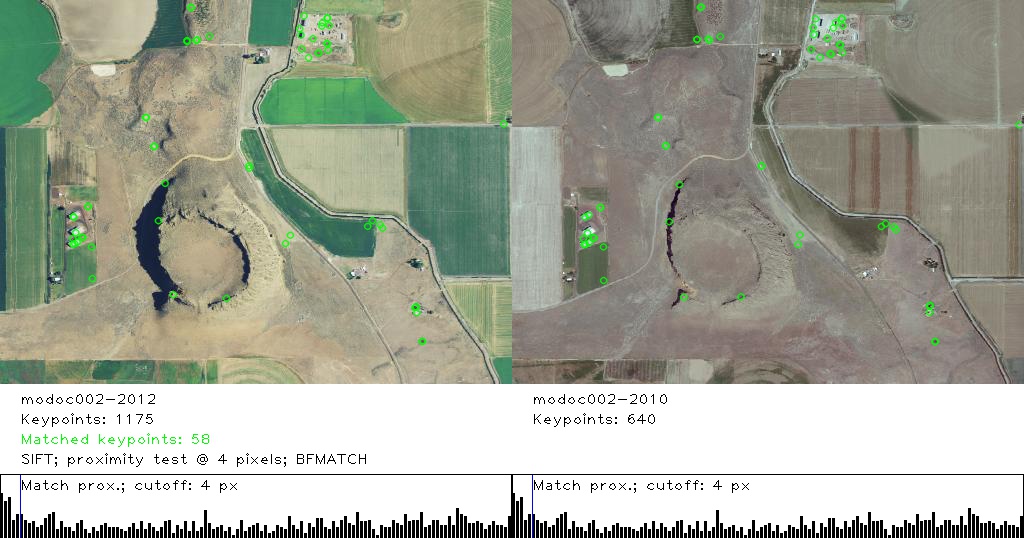 modoc002-2012
Keypoints: 1175
Matched keypoints: 58
SIFT; proximity test @ 4 pixels; BFMATCH
Match prox.; cutoff: 4 px
modoc002-2010
Keypoints: 640
Match prox.; cutoff: 4 px